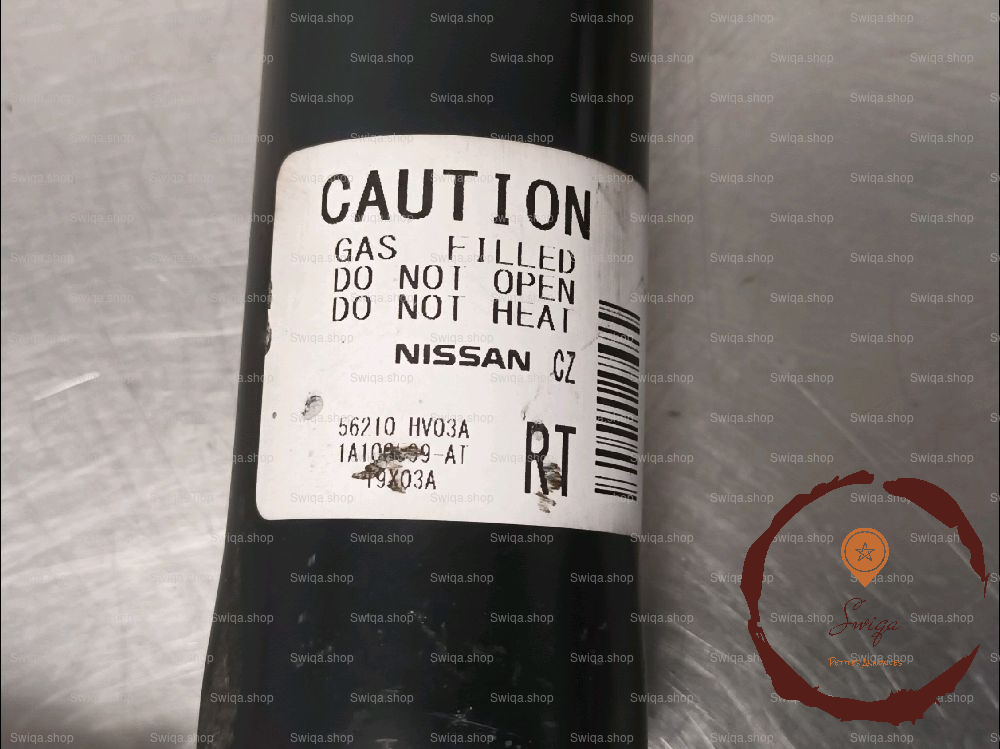 CAUTION
GAS FILLED
DO NOT OPEN
DO NOT HEAT
NISSAN CZ
56210 HV03A
RT
Swiqa
Swiqa.shop